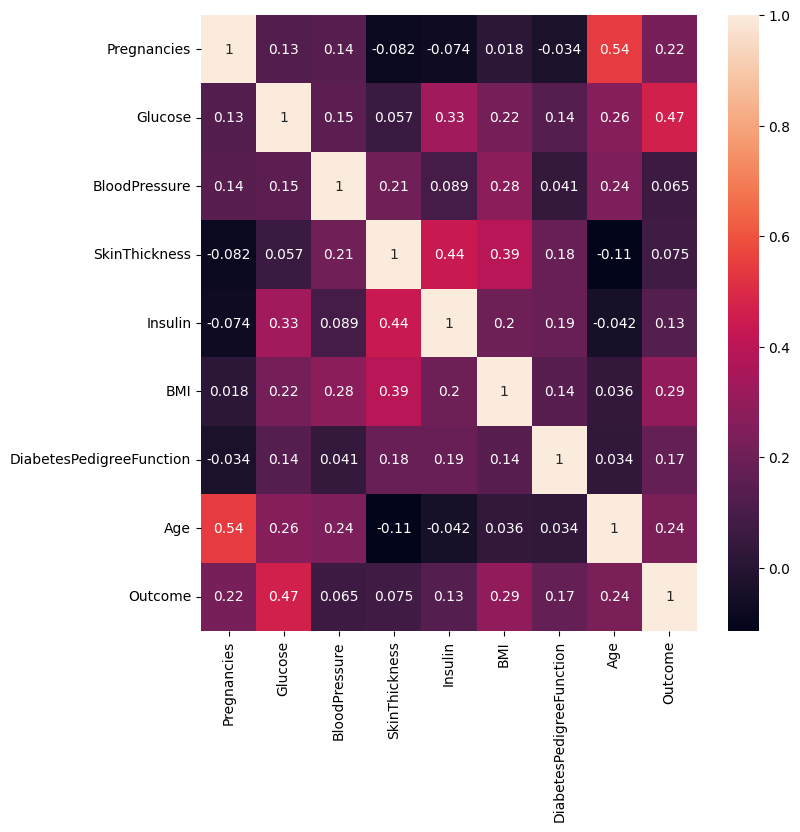 1.0
Pregnancies 1 0.13 0.14 -0.082 -0.074 0.018 -0.034 0.54 0.22
Glucose 0.13 1 0.15 0.057 0.33 0.22 0.14 0.26 0.47
0.8
BloodPressure 0.14 0.15 1 0.21 0.089 0.28 0.041 0.24 0.065
0.6
SkinThickness -0.082 0.057 0.21 1 0.44 0.39 0.18 -0.11 0.075
Insulin -0.074 0.33 0.089 0.44 1 0.2 0.19 -0.042 0.13
0.4
BMI 0.018 0.22 0.28 0.39 0.2 1 0.14 0.036 0.29
DiabetesPedigreeFunction -0.034 0.14 0.041 0.18 0.19 0.14 1 0.034 0.17
0.2
Age 0.54 0.26 0.24 -0.11 -0.042 0.036 0.034 1 0.24
0.0
Outcome 0.22 0.47 0.065 0.075 0.13 0.29 0.17 0.24 1
Pregnancies
Glucose
BloodPressure
SkinThickness
Insulin
BMI
DiabetesPedigreeFunction
Age
Outcome